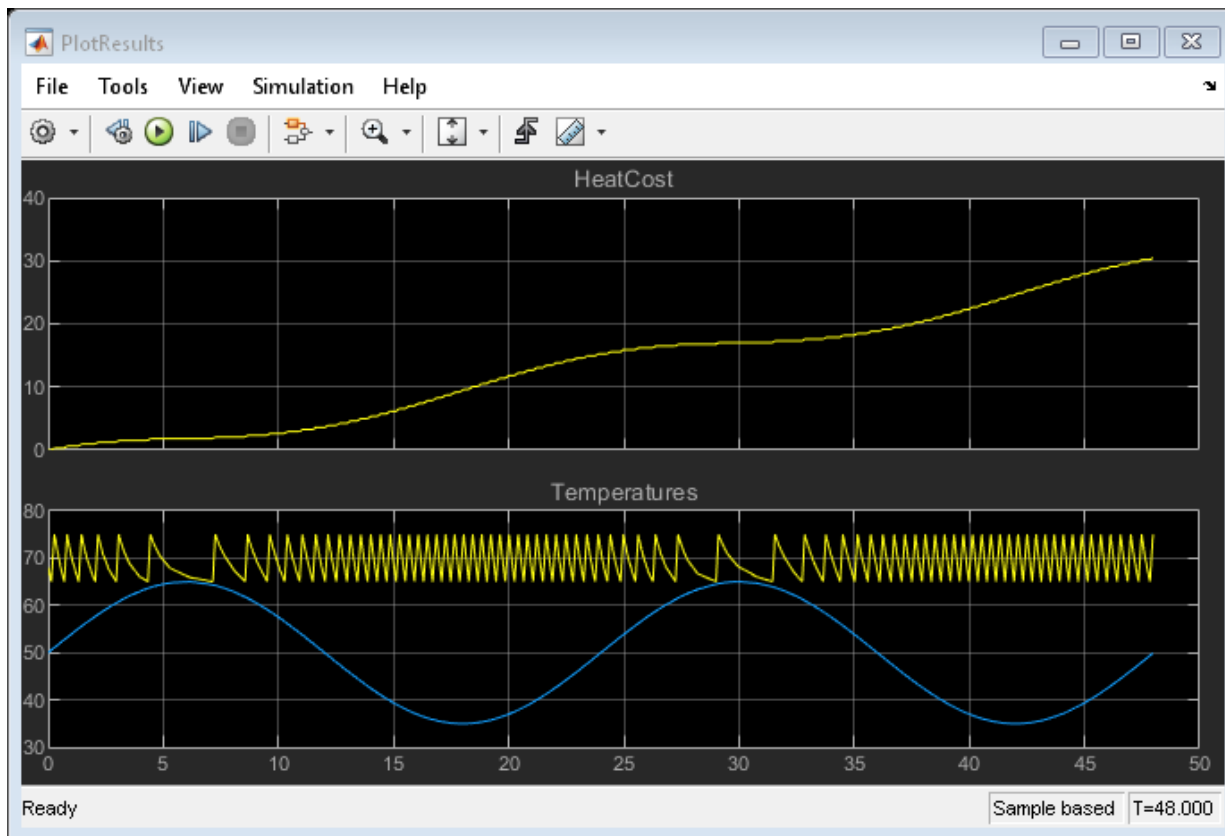 PlotResults
File Tools View Simulation Help
HeatCost
40
30
20
10
0
Temperatures
80
70
60
50
40
30
0 5 10 15 20 25 30 35 40 45 50
Ready Sample based T=48.000